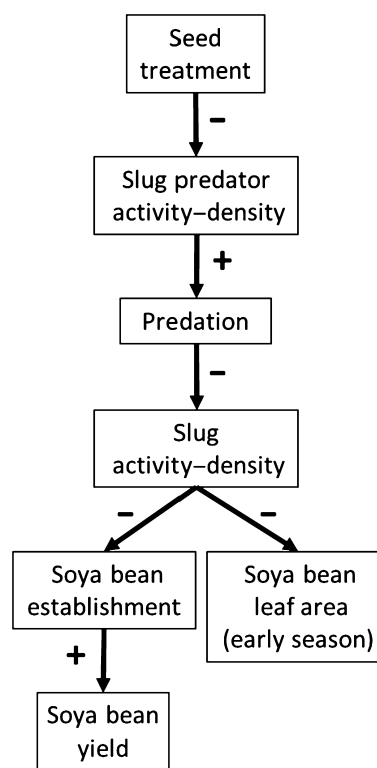 Seed
treatment
–
Slug predator
activity–density
+
Predation
–
Slug
activity–density
–
–
Soya bean
establishment
Soya bean
leaf area
(early season)
+
Soya bean
yield